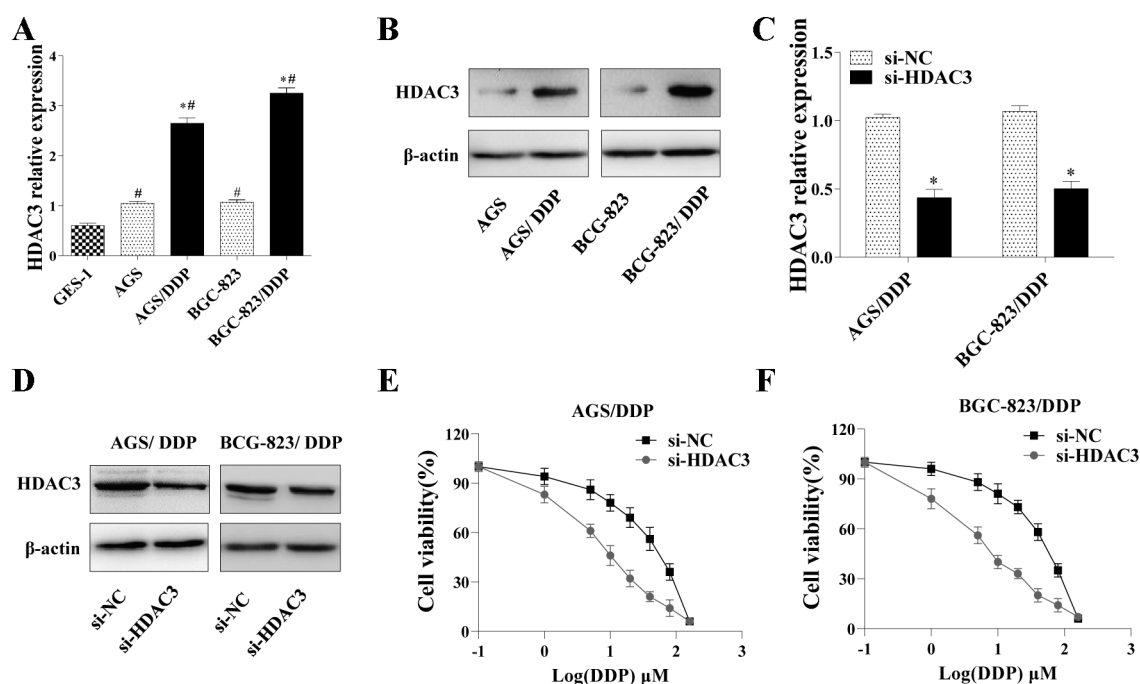 A
HDAC3 relative expression
4
3
2
1
0
*#
*#
#
#
GES-1
AGS
AGS/DDP
BGC-823
BGC-823/DDP
B
HDAC3
β-actin
AGS
AGS/ DDP
BCG-823
BCG-823/ DDP
C
si-NC
si-HDAC3
HDAC3 relative expression
1.5
1.0
0.5
0.0
*
*
AGS/DDP
BGC-823/DDP
D
AGS/ DDP BCG-823/ DDP
HDAC3
β-actin
si-NC
si-HDAC3
si-NC
si-HDAC3
E
AGS/DDP
si-NC
si-HDAC3
Cell viability(%)
120
90
60
30
0
-1 0 1 2 3
Log(DDP) μM
F
BGC-823/DDP
si-NC
si-HDAC3
Cell viability(%)
120
90
60
30
0
-1 0 1 2 3
Log(DDP) μM